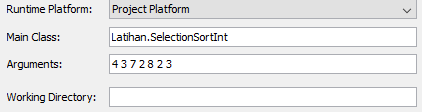 Runtime Platform: Project Platform
Main Class: Latihan.SelectionSortInt
Arguments: 4 3 7 2 8 2 3
Working Directory: